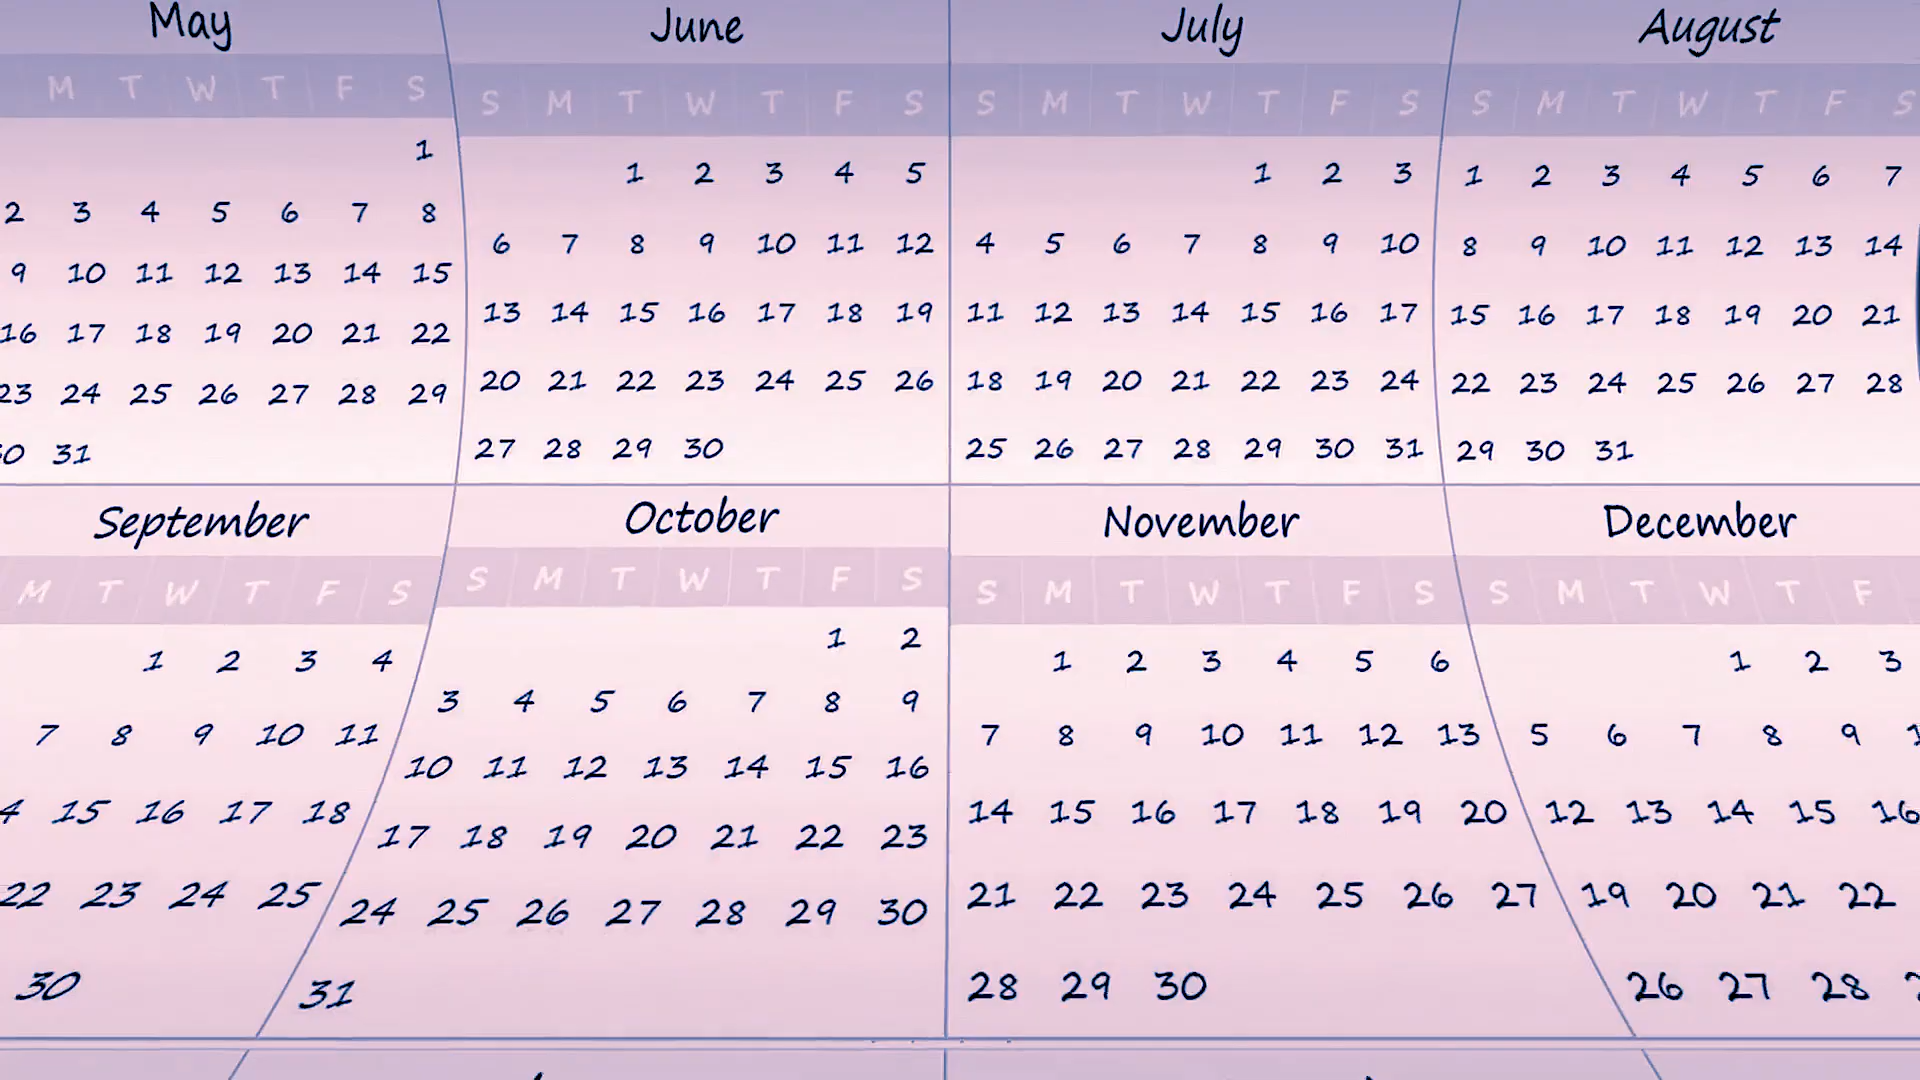 May
M T W T F S
1
2 3 4 5 6 7 8
9 10 11 12 13 14 15
16 17 18 19 20 21 22
23 24 25 26 27 28 29
30 31
June
S M T W T F S
1 2 3 4 5
6 7 8 9 10 11 12
13 14 15 16 17 18 19
20 21 22 23 24 25 26
27 28 29 30
July
S M T W T F S
1 2 3
4 5 6 7 8 9 10
11 12 13 14 15 16 17
18 19 20 21 22 23 24
25 26 27 28 29 30 31
August
S M T W T F S
1 2 3 4 5 6 7
8 9 10 11 12 13 14
15 16 17 18 19 20 21
22 23 24 25 26 27 28
29 30 31
September
M T W T F S
1 2 3 4
7 8 9 10 11
15 16 17 18
22 23 24 25
30
October
S M T W T F S
1 2
3 4 5 6 7 8 9
10 11 12 13 14 15 16
17 18 19 20 21 22 23
24 25 26 27 28 29 30
31
November
S M T W T F S
1 2 3 4 5 6
7 8 9 10 11 12 13
14 15 16 17 18 19 20
21 22 23 24 25 26 27
28 29 30
December
S M T W T F
1 2 3
5 6 7 8 9
12 13 14 15 16
19 20 21 22
26 27 28